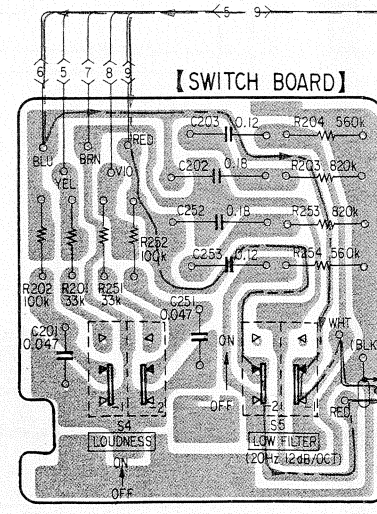 5 9
6 5 7 8 9
【SWITCH BOARD】
C203 0.12 R204 560k
BLU BRN RED
C202 0.18 R203 820k
YEL VIO
C252 0.18 R253 820k
R252 100k
C253 0.12 R254 560k
R202 100k
R201 33k
R251 33k
C251 0.047
C201 0.047
ON
WHT
(BLK
OFF
RED
1 2 2 1
S4 S5
LOUDNESS LOW FILTER
(20Hz 12dB/OCT)
ON
OFF